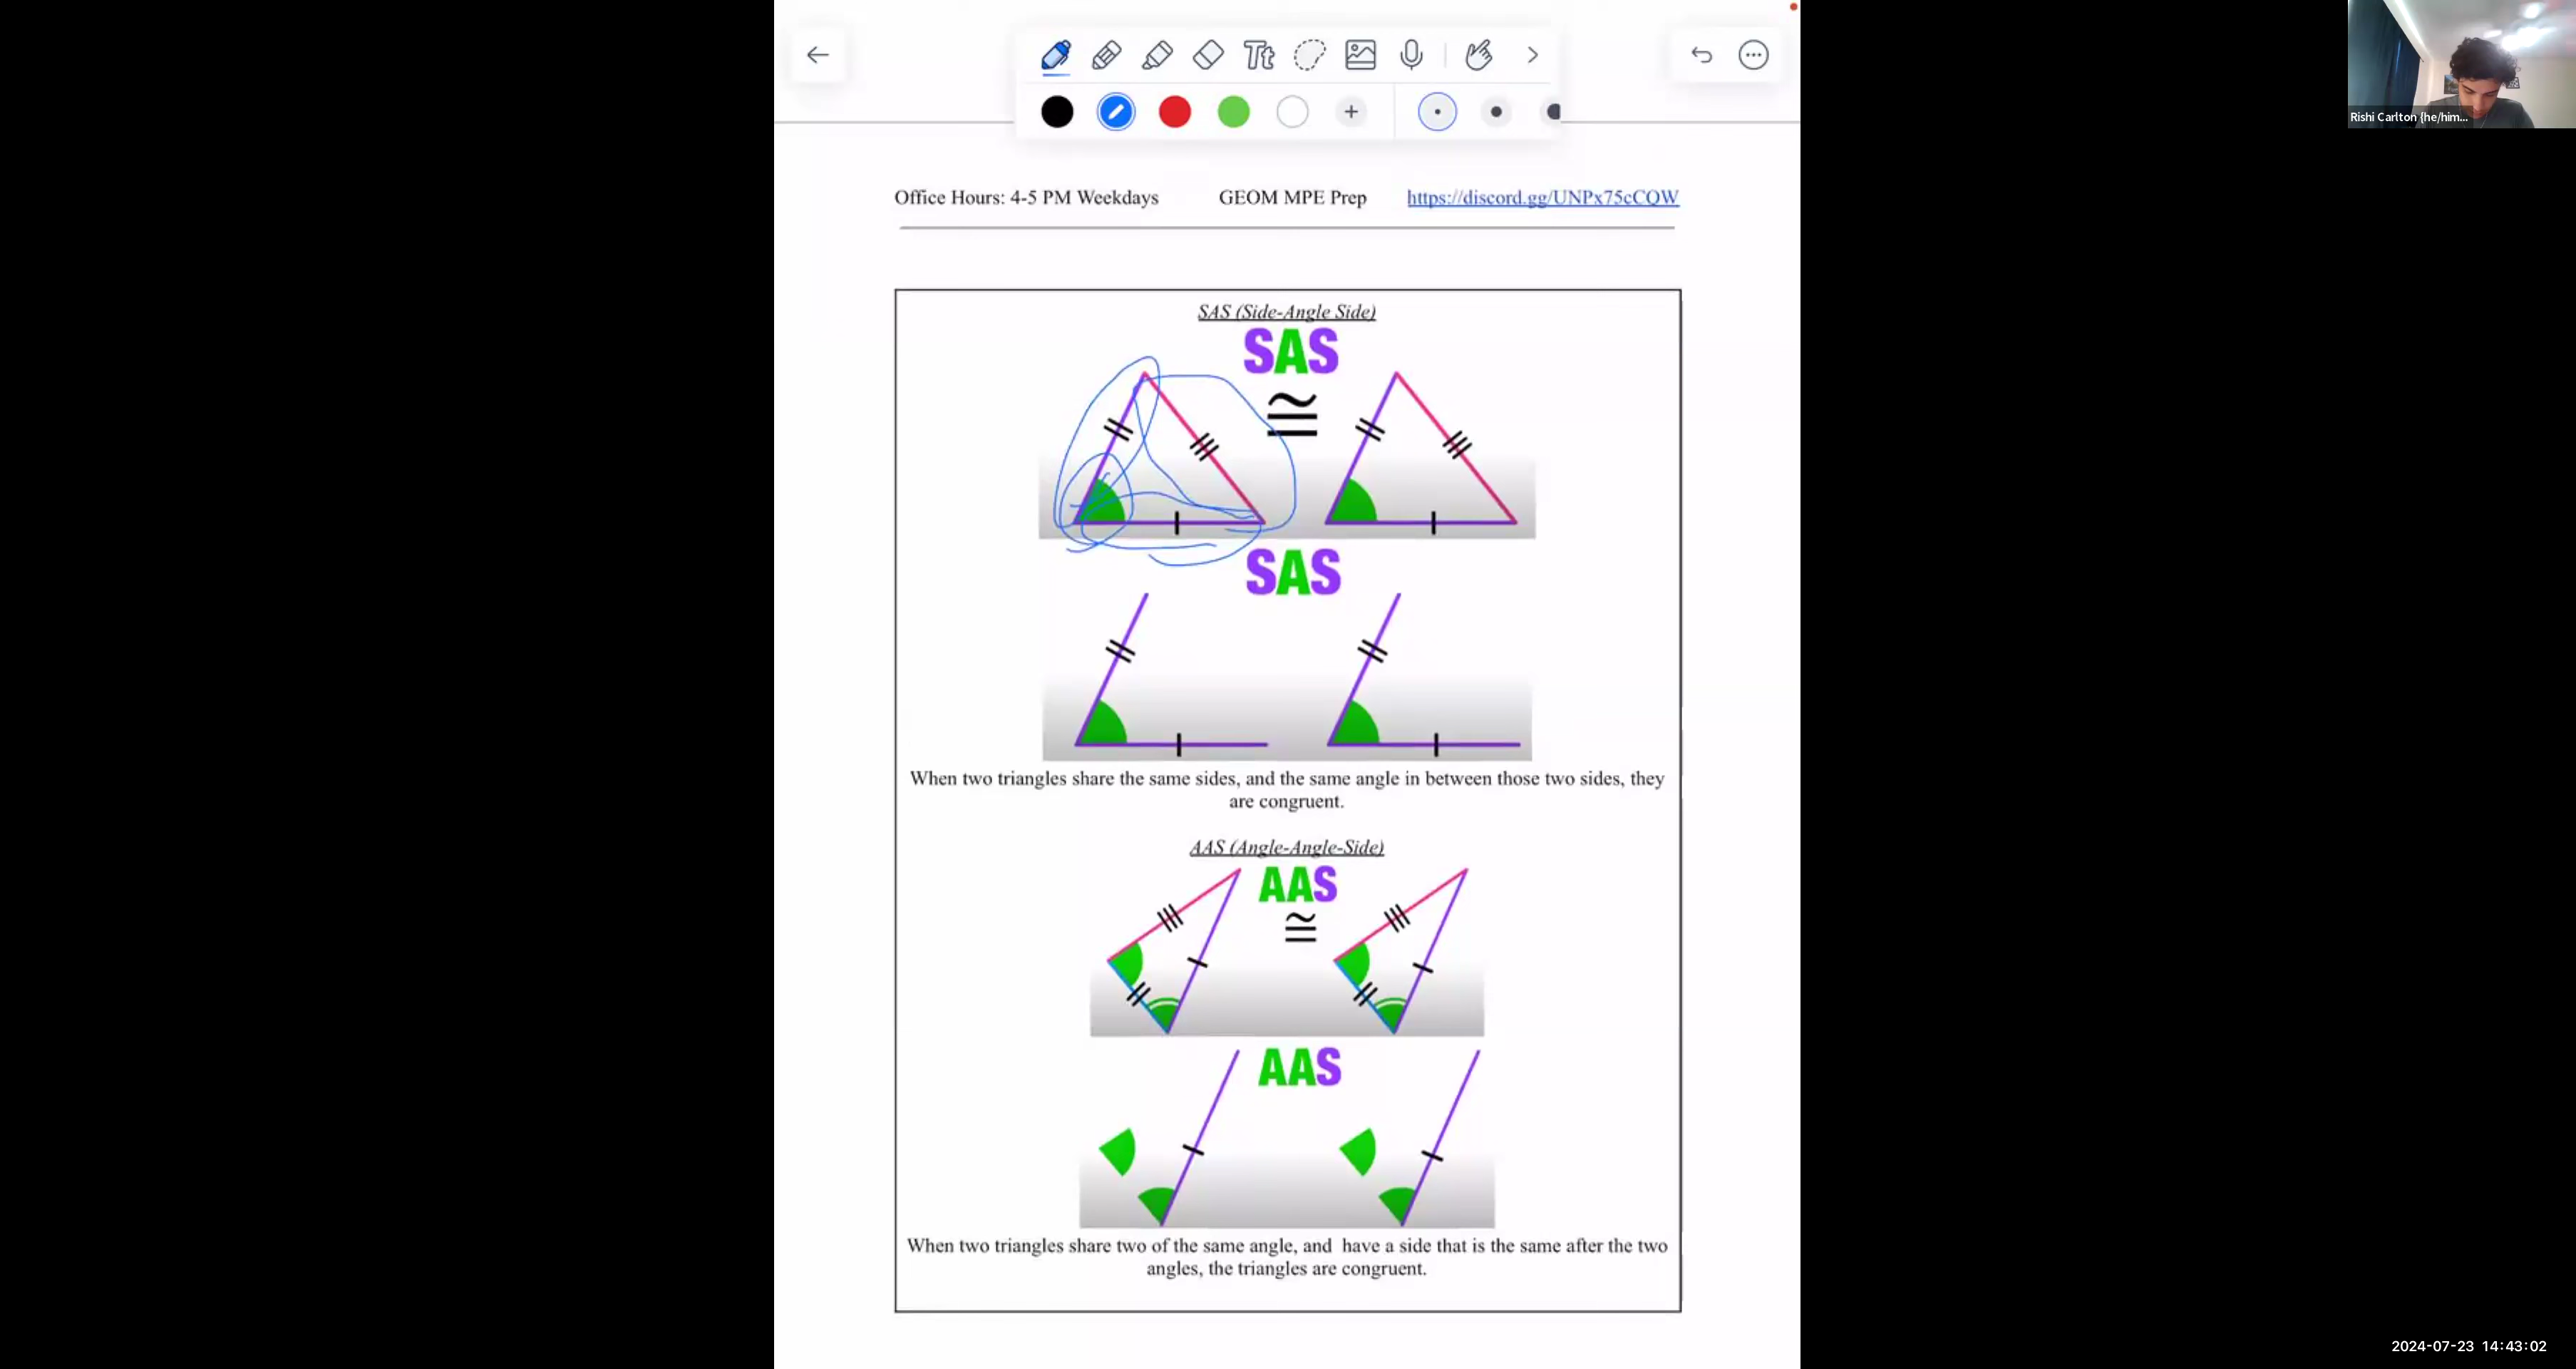 Tt
Office Hours: 4-5 PM Weekdays GEOM MPE Prep https://discord.gg/UNPx75cCQW
Rishi Carlton (he/him...
SAS (Side-Angle Side)
SAS
≅
SAS
When two triangles share the same sides, and the same angle in between those two sides, they
are congruent.
AAS (Angle-Angle-Side)
AAS
≅
AAS
When two triangles share two of the same angle, and have a side that is the same after the two
angles, the triangles are congruent.
2024-07-23 14:43:02